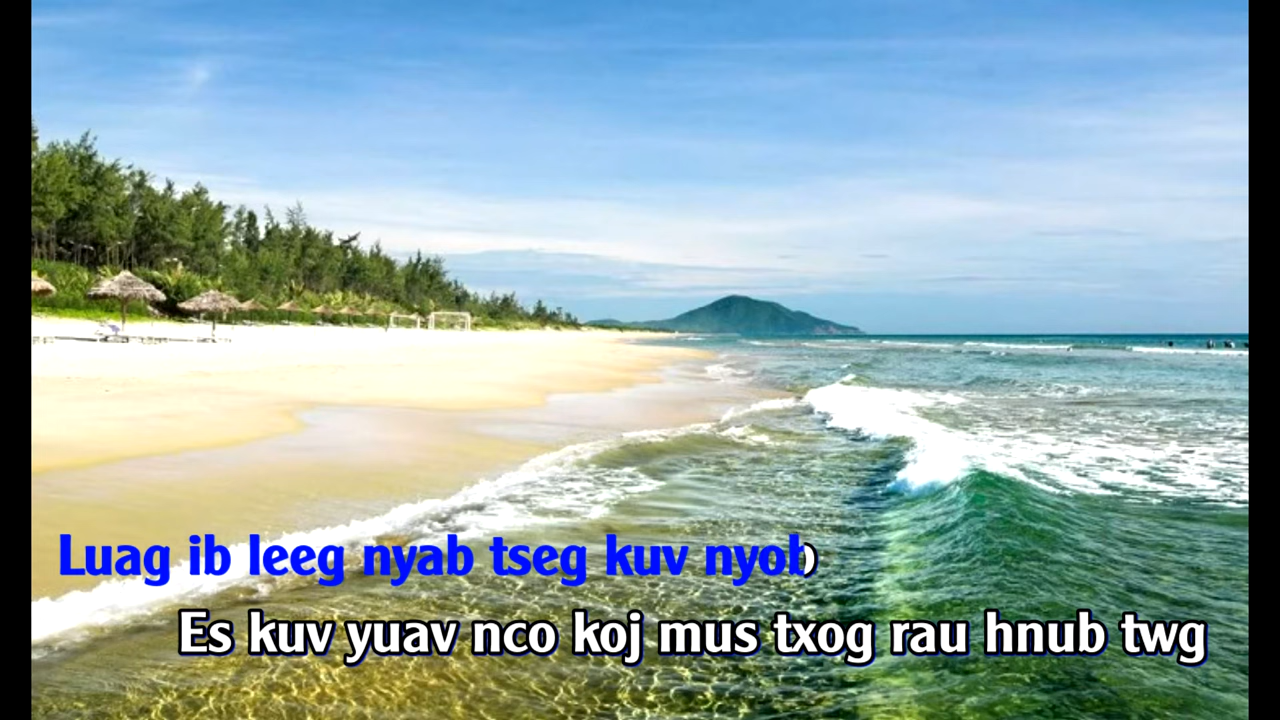 Luag ib leeg nyab tseg kuv nyob
Es kuv yuav nco koj mus txog rau hnub twg